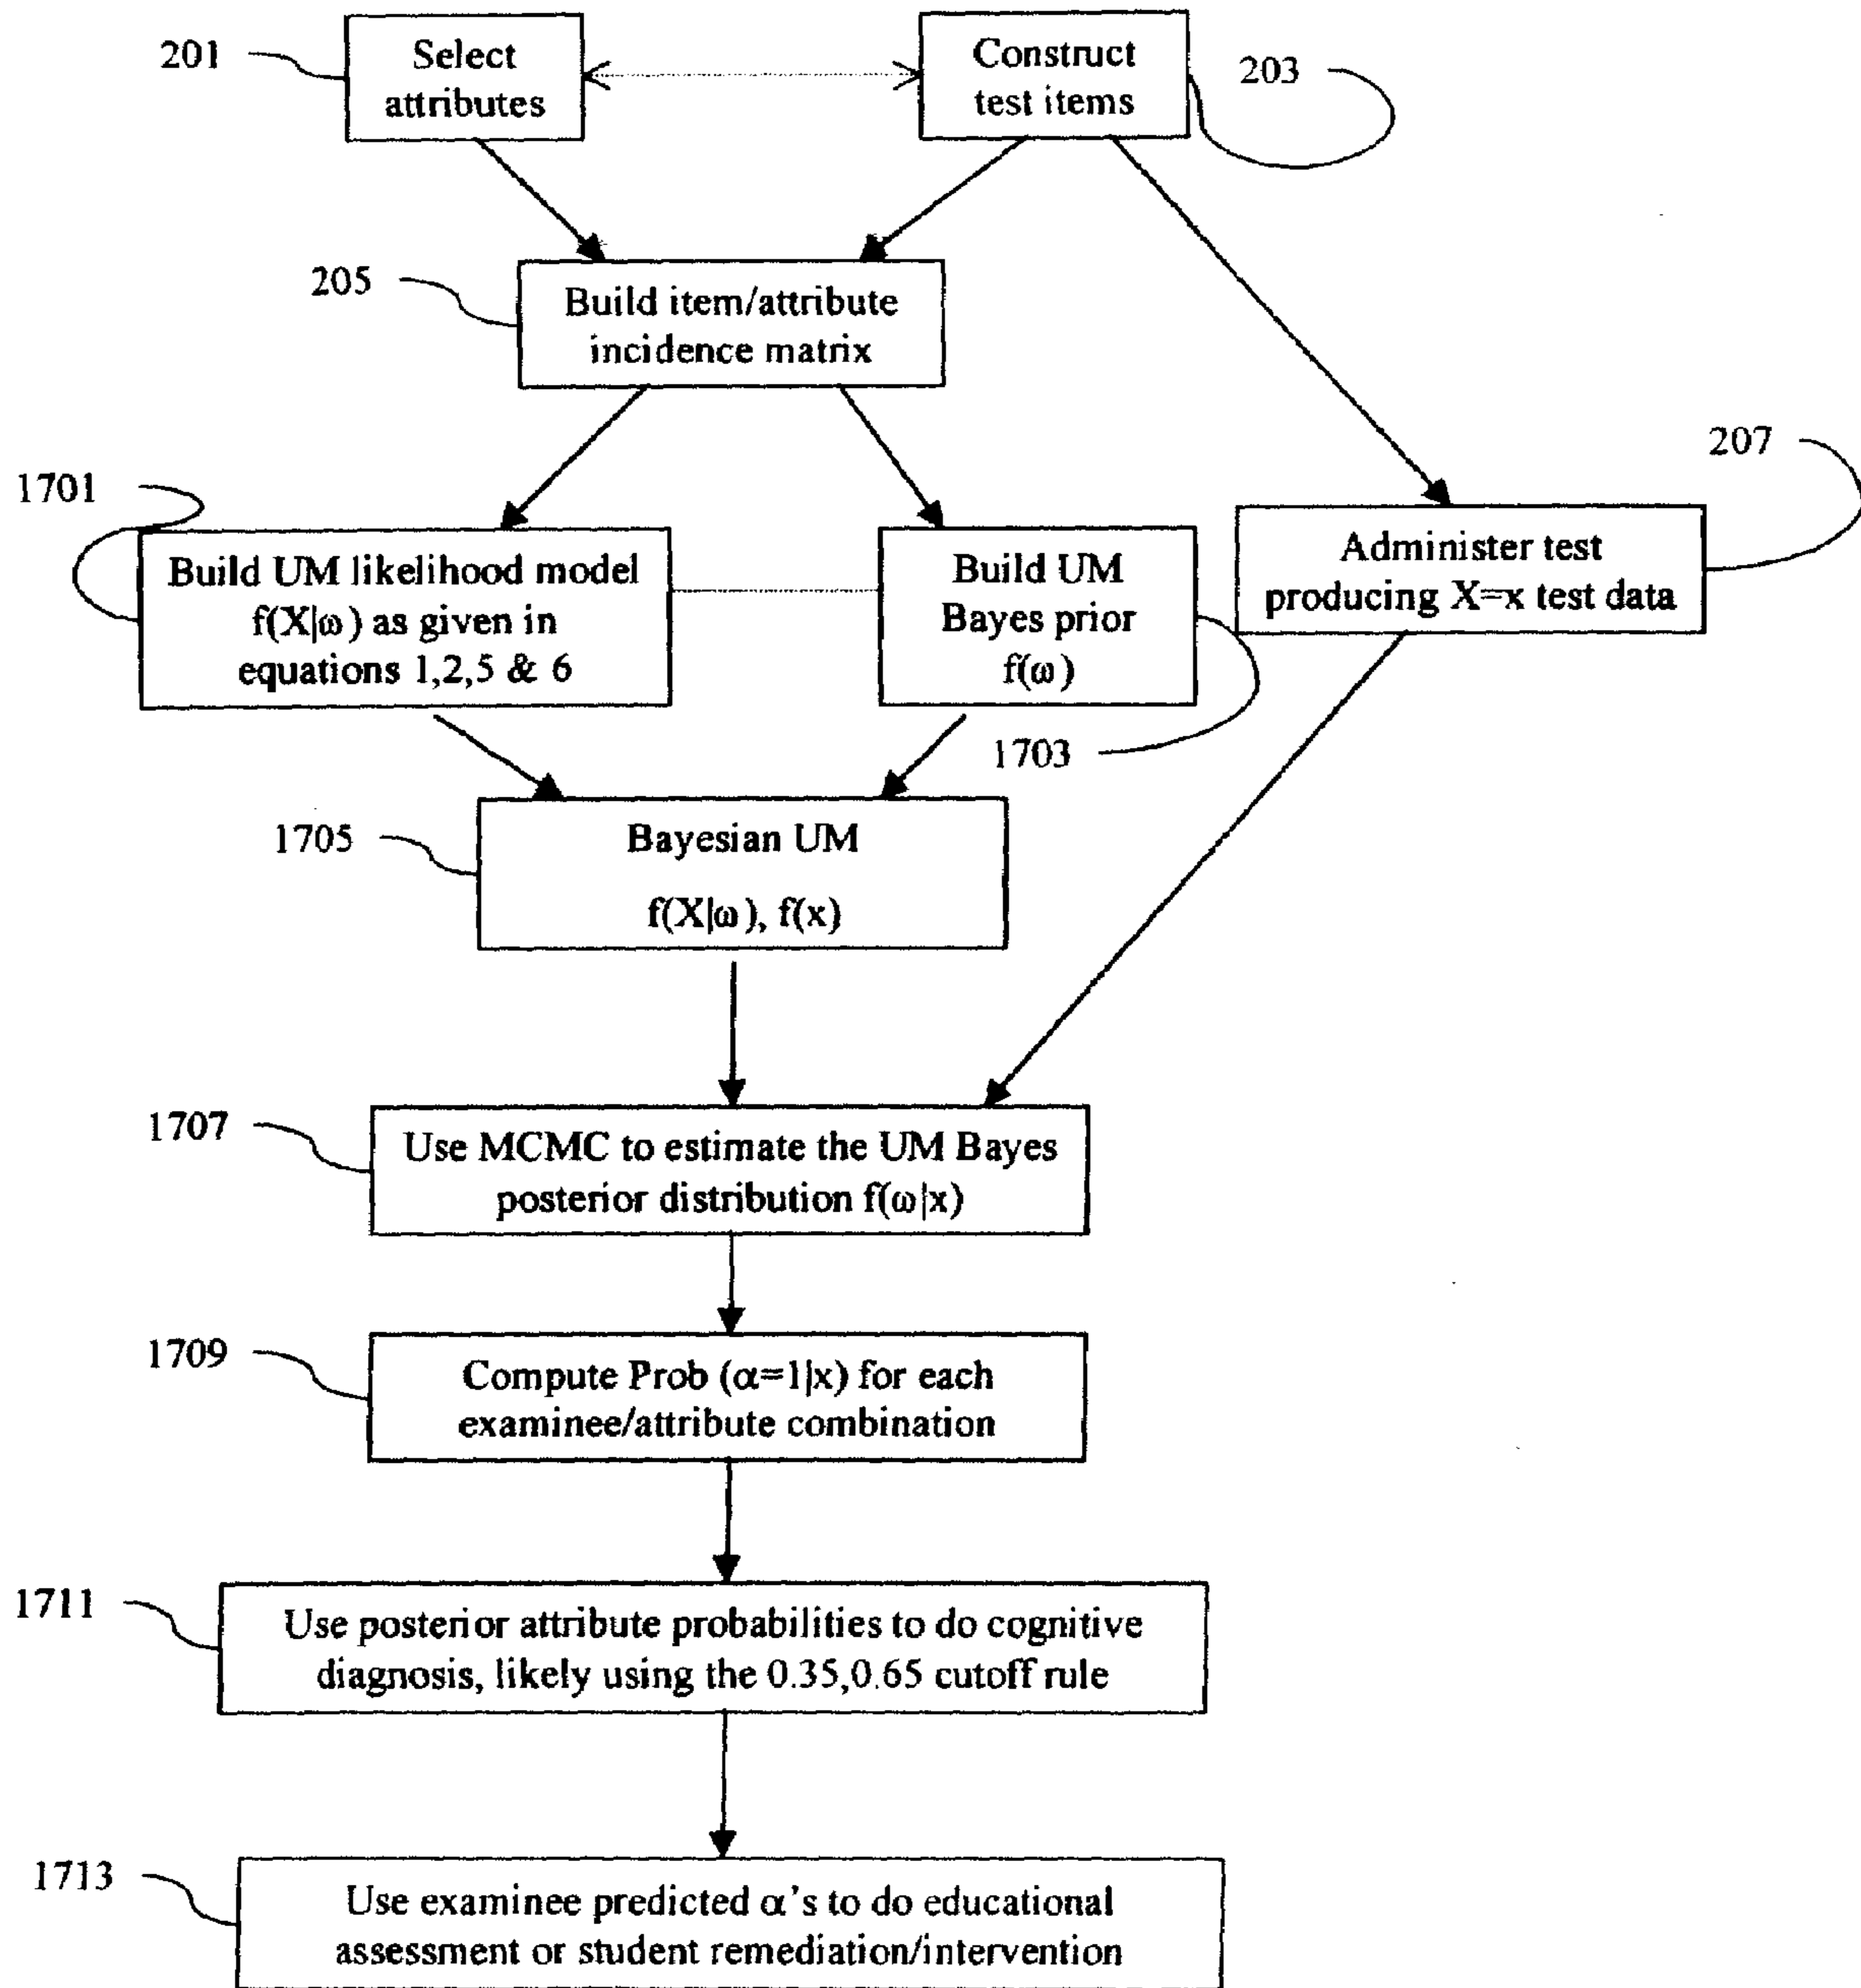 201
Select
attributes
Construct
test items
203
205
Build item/attribute
incidence matrix
207
1701
Build UM likelihood model
f(X|ω) as given in
equations 1,2,5 & 6
Build UM
Bayes prior
f(ω)
Administer test
producing X=x test data
1703
1705
Bayesian UM
f(X|ω), f(x)
1707
Use MCMC to estimate the UM Bayes
posterior distribution f(ω|x)
1709
Compute Prob (α=1|x) for each
examinee/attribute combination
1711
Use posterior attribute probabilities to do cognitive
diagnosis, likely using the 0.35,0.65 cutoff rule
1713
Use examinee predicted α's to do educational
assessment or student remediation/intervention